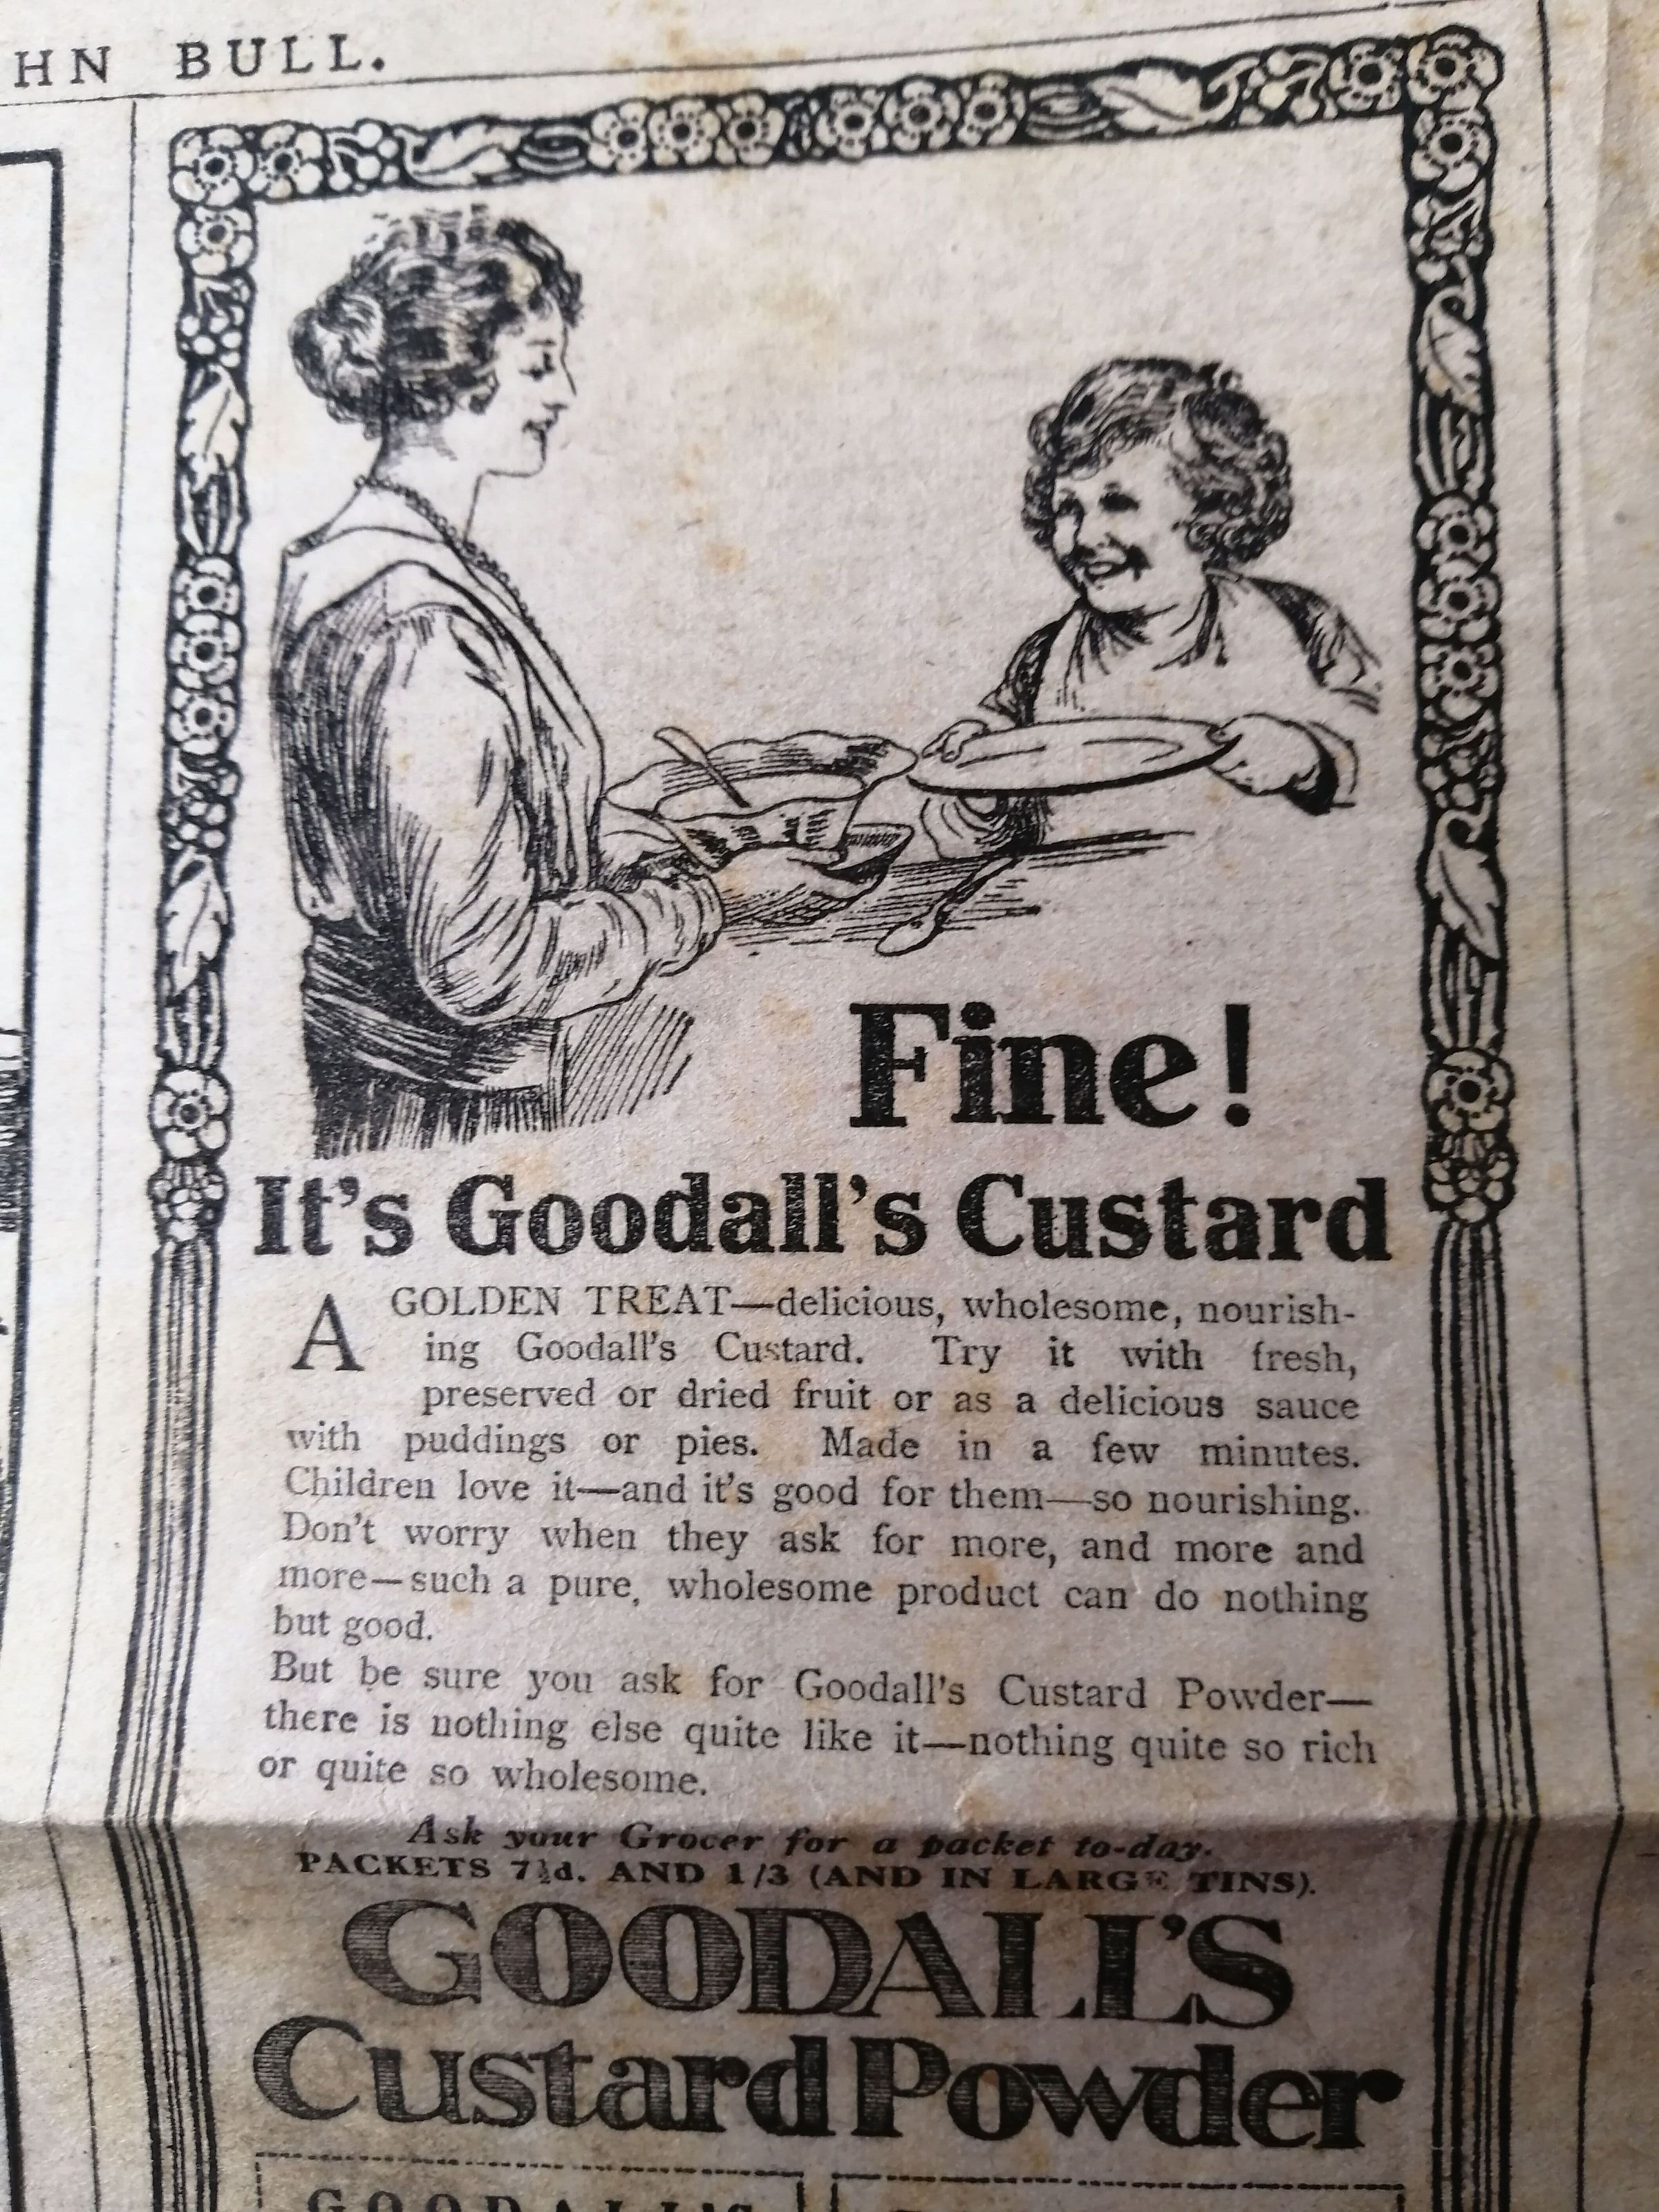 HN BULL.
Fine!
It's Goodall's Custard
A GOLDEN TREAT—delicious, wholesome, nourish-
ing Goodall's Custard. Try it with fresh,
preserved or dried fruit or as a delicious sauce
with puddings or pies. Made in a few minutes.
Children love it—and it's good for them—so nourishing.
Don't worry when they ask for more, and more and
more—such a pure, wholesome product can do nothing
but good.
But be sure you ask for Goodall's Custard Powder—
there is nothing else quite like it—nothing quite so rich
or quite so wholesome.
Ask your Grocer for a packet to-day.
PACKETS 7½d. AND 1/3 (AND IN LARGE TINS).
GOODALL'S
Custard Powder
GOODALL'S